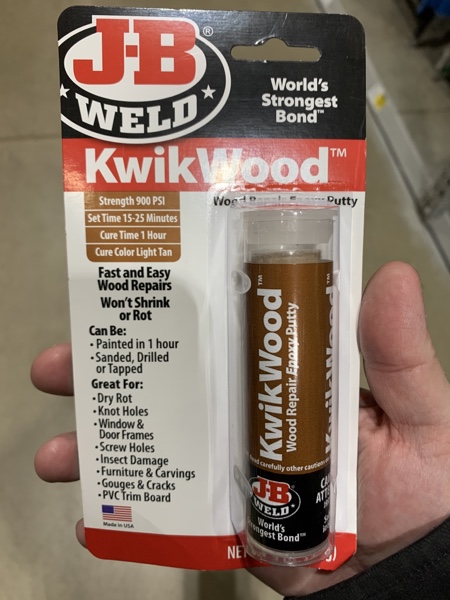 J-B®
WELD
World's
Strongest
Bond™
KwikWood™
Wood Repair Epoxy Putty
Strength 900 PSI
Set Time 15-25 Minutes
Cure Time 1 Hour
Cure Color Light Tan
Fast and Easy
Wood Repairs
Won't Shrink
or Rot
Can Be:
• Painted in 1 hour
• Sanded, Drilled
or Tapped
Great For:
• Dry Rot
• Knot Holes
• Window &
Door Frames
• Screw Holes
• Insect Damage
• Furniture & Carvings
• Gouges & Cracks
• PVC Trim Board
Made in USA
KwikWood™
Wood Repair Epoxy Putty
KwikWood
carefully other
J-B
WELD
World's
Strongest Bond™
NET